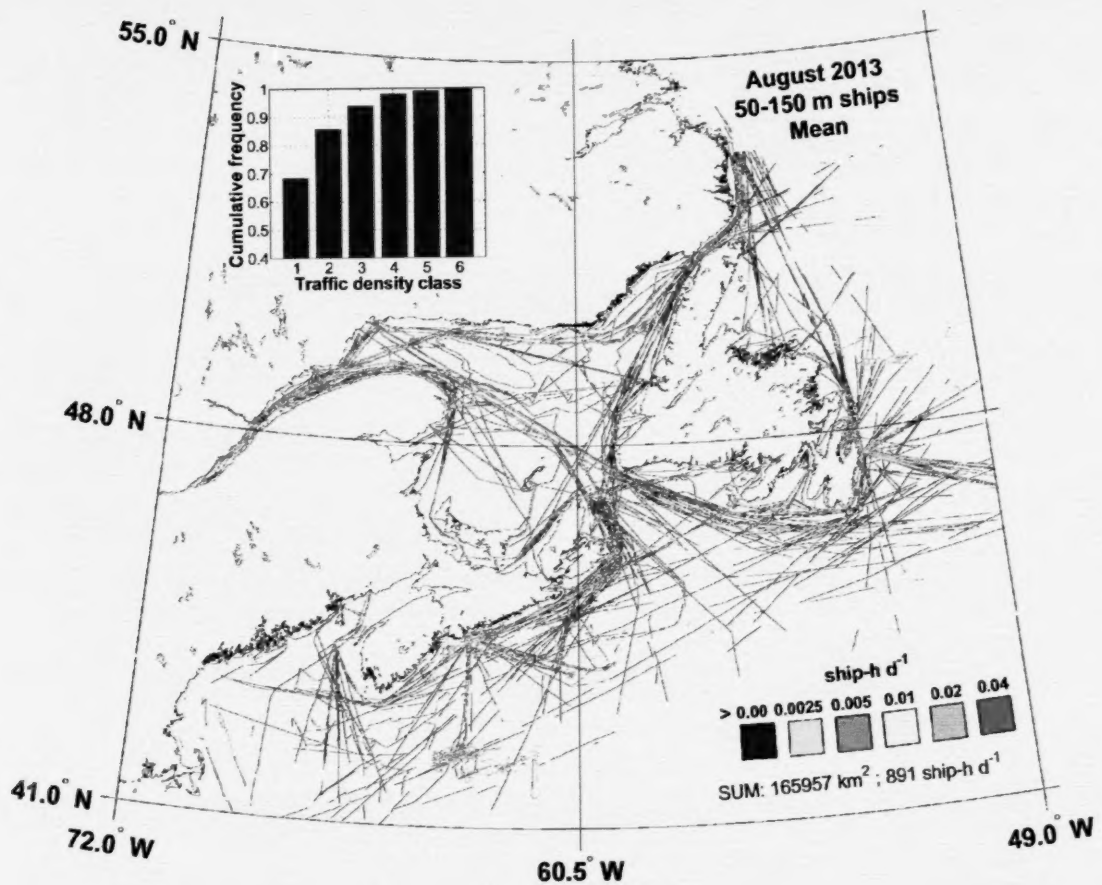 55.0° N
August 2013
50-150 m ships
Mean
Cumulative frequency
1
0.9
0.8
0.7
0.6
0.5
0.4
1 2 3 4 5 6
Traffic density class
48.0° N
ship-h d⁻¹
> 0.00 0.0025 0.005 0.01 0.02 0.04
SUM: 165957 km² ; 891 ship-h d⁻¹
41.0° N
72.0° W
60.5° W
49.0° W